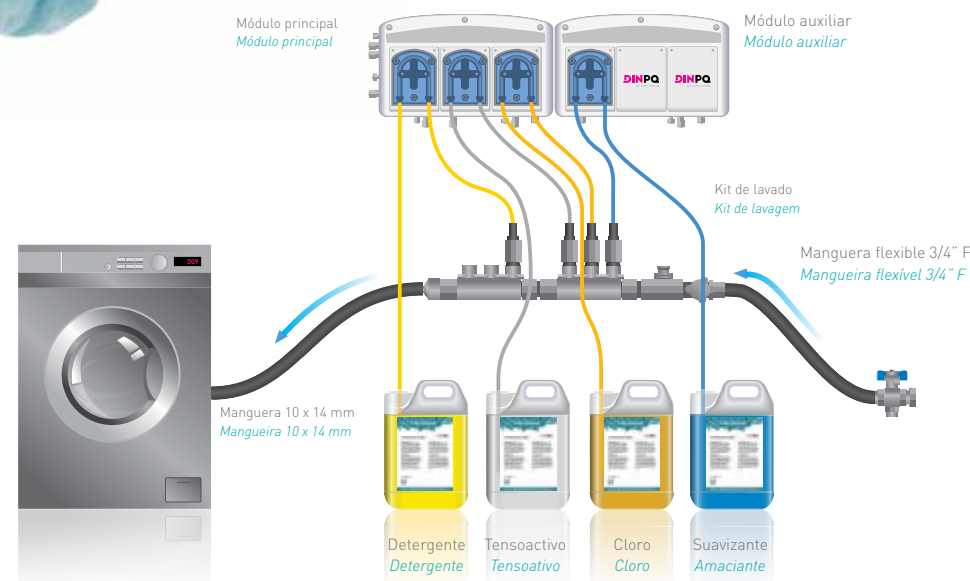 Módulo principal
Módulo principal
Módulo auxiliar
Módulo auxiliar
DINPQ
DINPQ
Kit de lavado
Kit de lavagem
Manguera flexible 3/4" F
Mangueira flexível 3/4" F
009
Manguera 10 x 14 mm
Mangueira 10 x 14 mm
Detergente
Detergente
Tensoactivo
Tensoativo
Cloro
Cloro
Suavizante
Amaciante